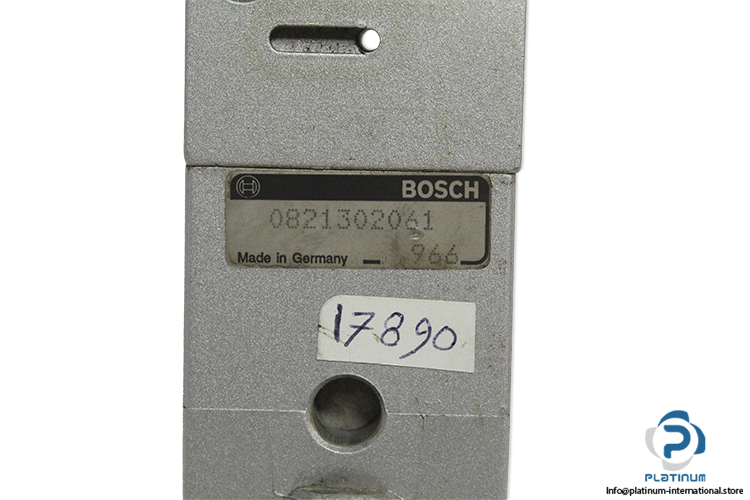 BOSCH
0821302061
Made in Germany 966
17890
PLATINUM
Info@platinum-international.store